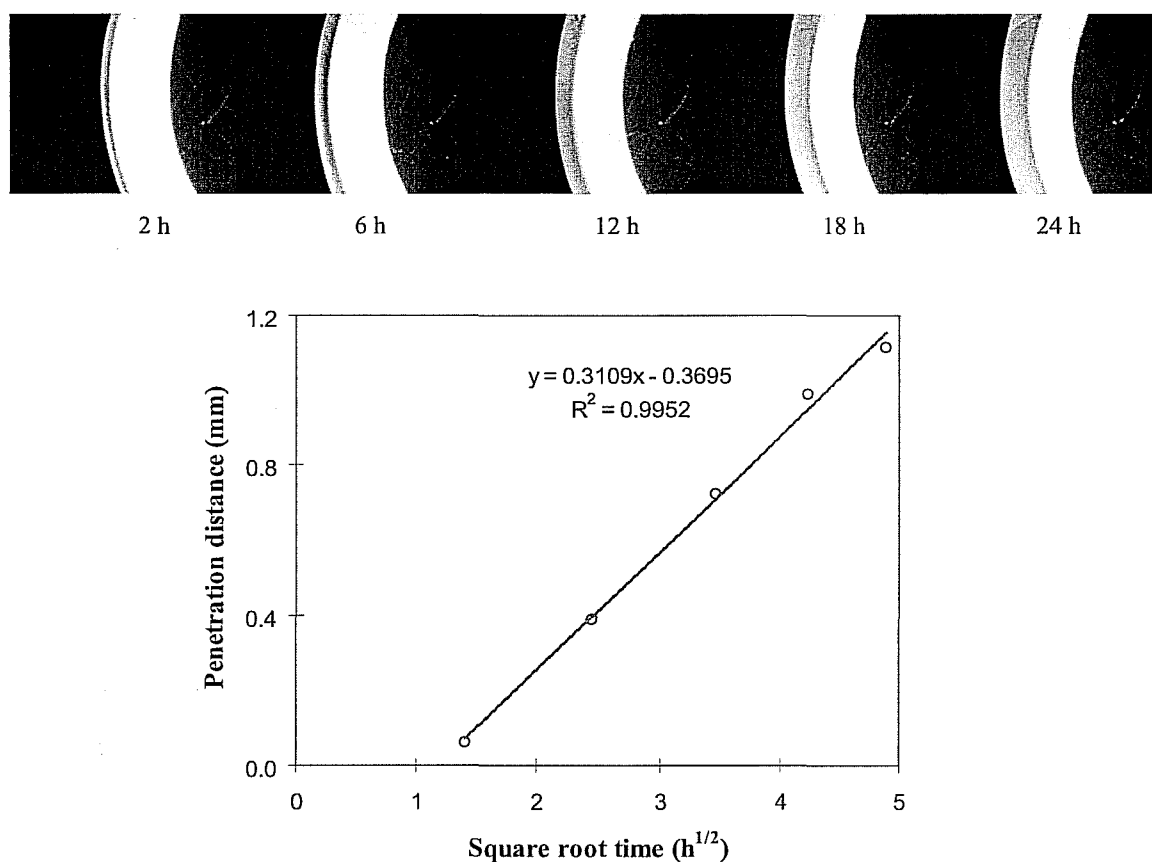 2 h 6 h 12 h 18 h 24 h
1.2
y = 0.3109x - 0.3695
R² = 0.9952
0.8
0.4
0.0
Penetration distance (mm)
0 1 2 3 4 5
Square root time (h^1/2)